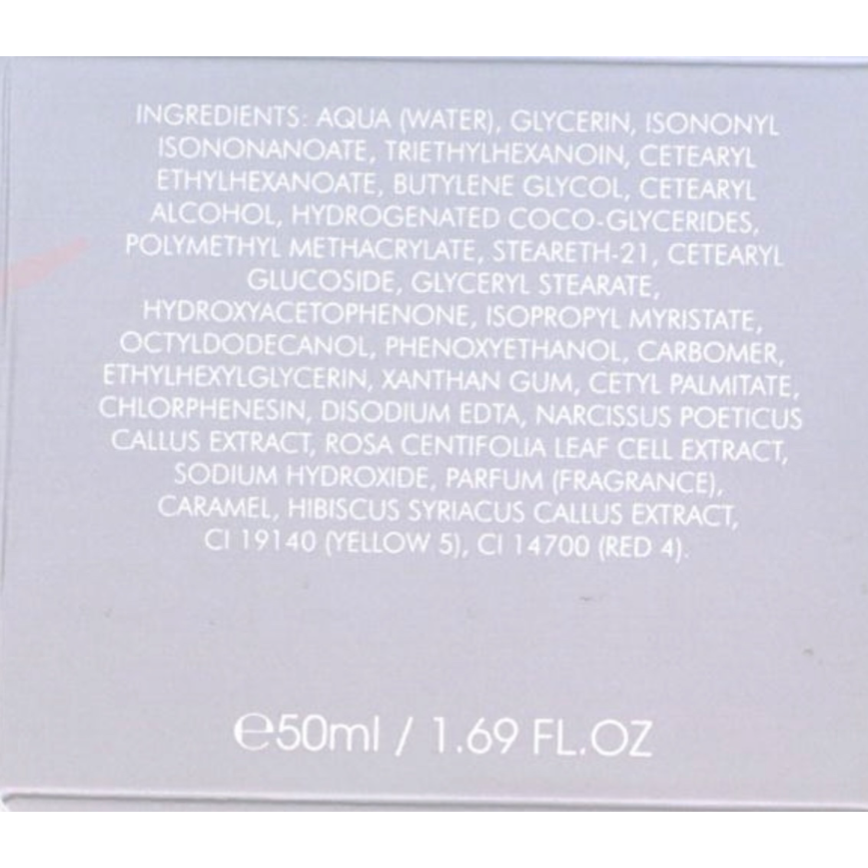 INGREDIENTS: AQUA (WATER), GLYCERIN, ISONONYL
ISONONANOATE, TRIETHYLHEXANOIN, CETEARYL
ETHYLHEXANOATE, BUTYLENE GLYCOL, CETEARYL
ALCOHOL, HYDROGENATED COCO-GLYCERIDES,
POLYMETHYL METHACRYLATE, STEARETH-21, CETEARYL
GLUCOSIDE, GLYCERYL STEARATE,
HYDROXYACETOPHENONE, ISOPROPYL MYRISTATE,
OCTYLDODECANOL, PHENOXYETHANOL, CARBOMER,
ETHYLHEXYLGLYCERIN, XANTHAN GUM, CETYL PALMITATE,
CHLORPHENESIN, DISODIUM EDTA, NARCISSUS POETICUS
CALLUS EXTRACT, ROSA CENTIFOLIA LEAF CELL EXTRACT,
SODIUM HYDROXIDE, PARFUM (FRAGRANCE),
CARAMEL, HIBISCUS SYRIACUS CALLUS EXTRACT,
CI 19140 (YELLOW 5), CI 14700 (RED 4).
℮50ml / 1.69 FL.OZ